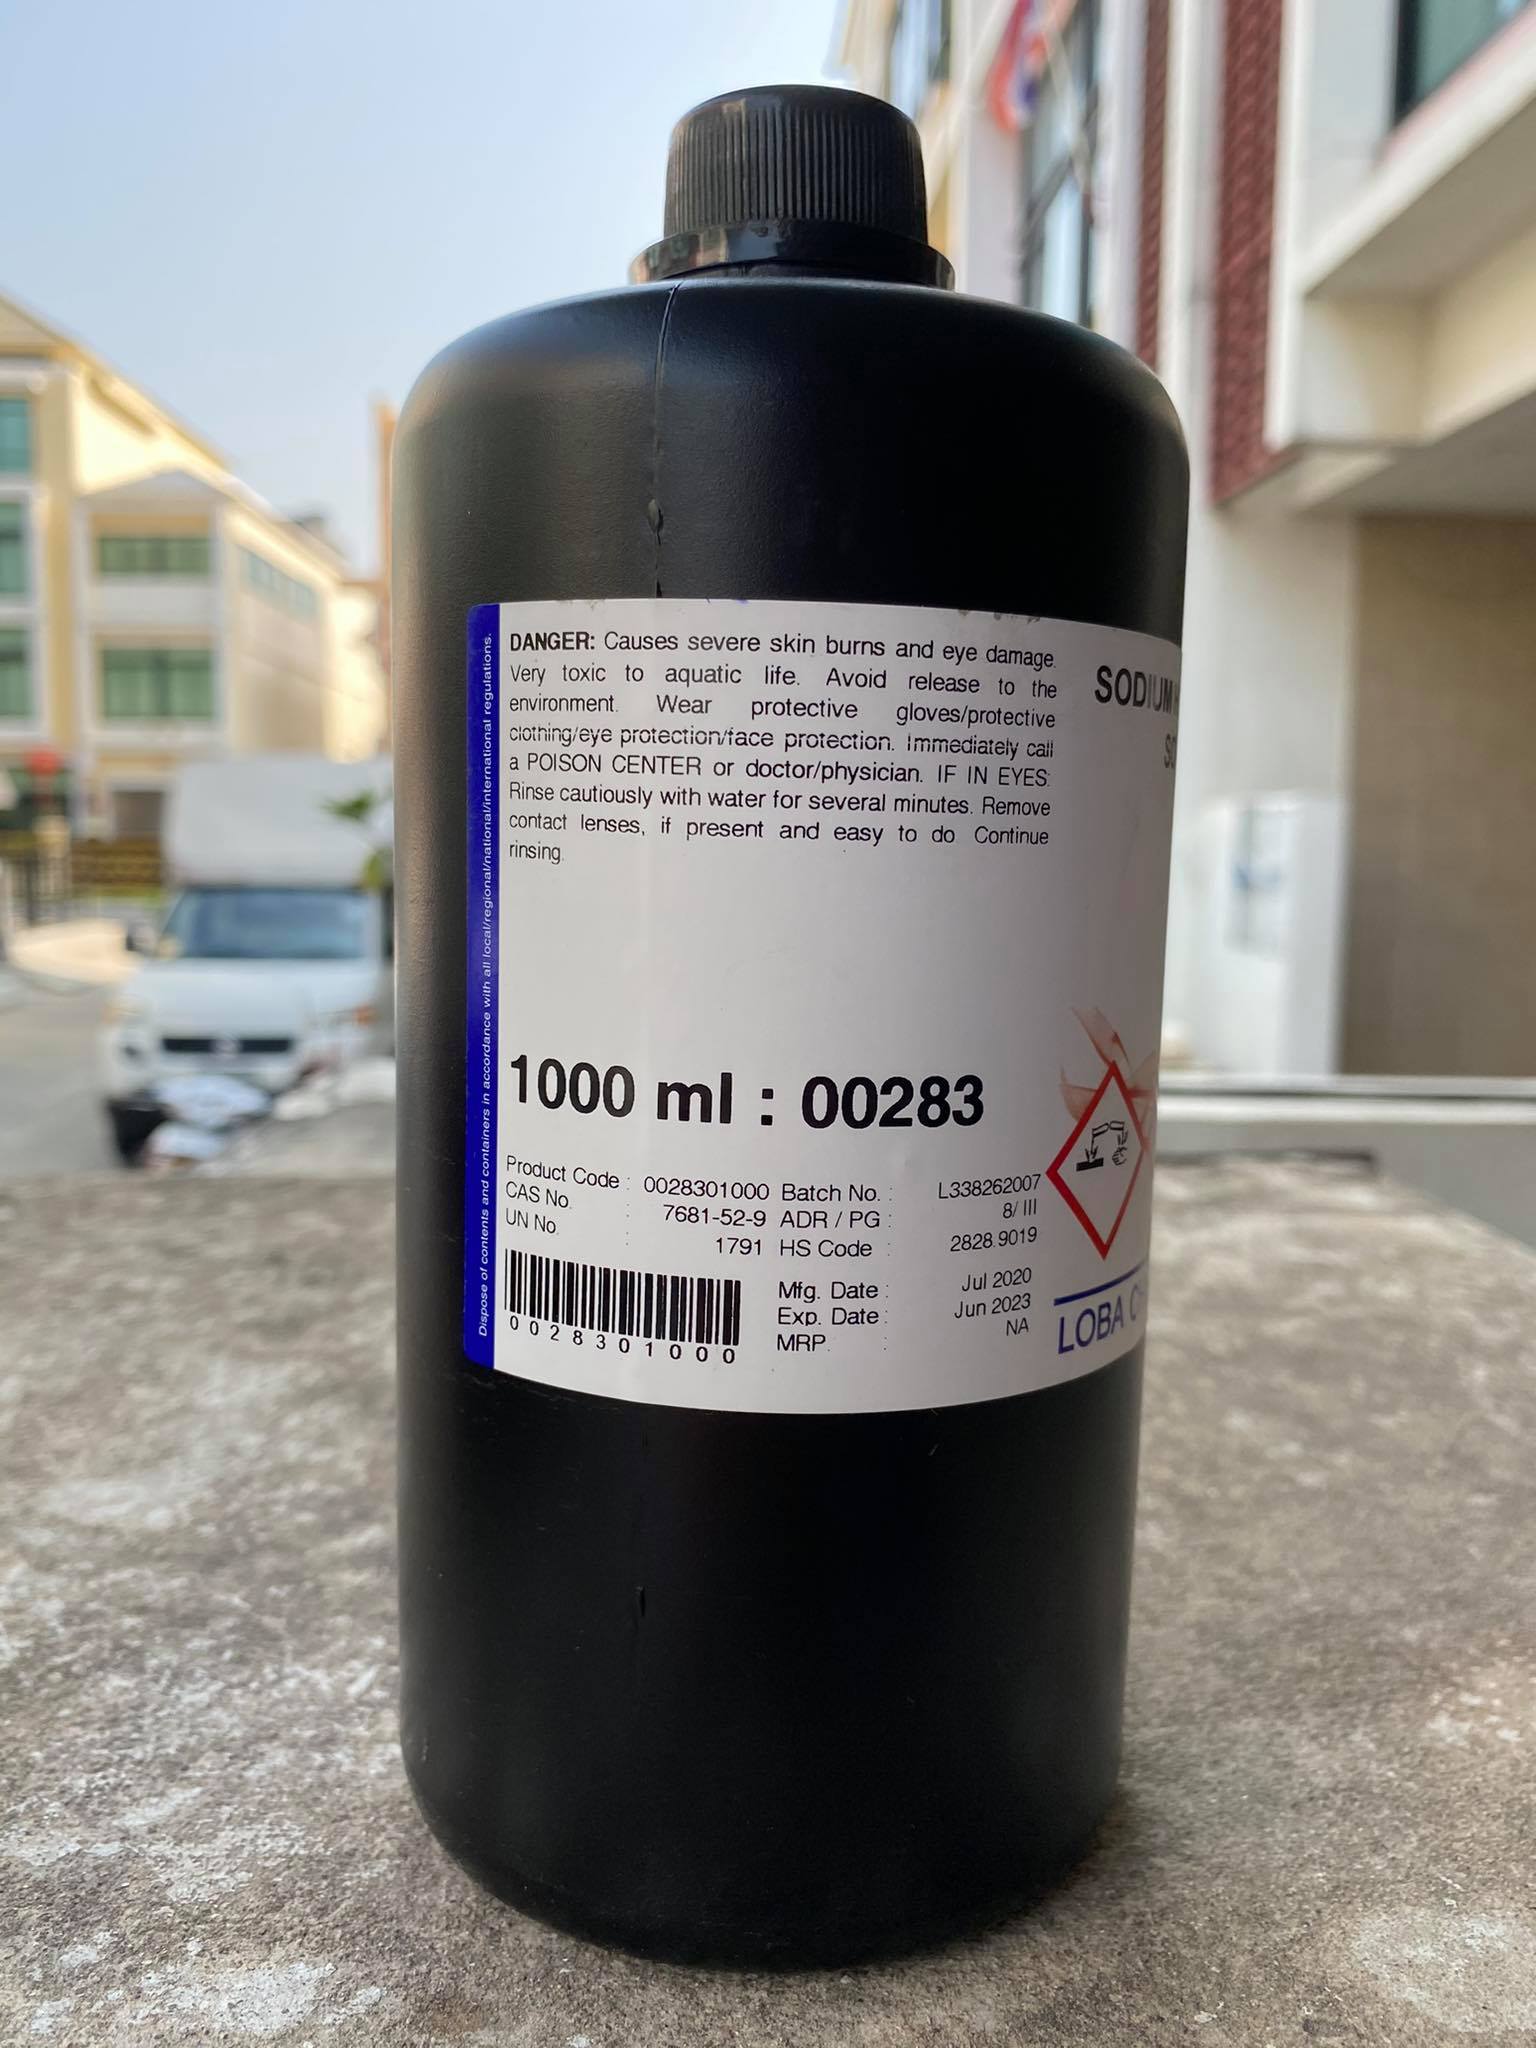 DANGER: Causes severe skin burns and eye damage.
Very toxic to aquatic life. Avoid release to the
environment. Wear protective gloves/protective
clothing/eye protection/face protection. Immediately call
a POISON CENTER or doctor/physician. IF IN EYES:
Rinse cautiously with water for several minutes. Remove
contact lenses, if present and easy to do. Continue
rinsing.
1000 ml : 00283
Product Code : 0028301000 Batch No. : L338262007
CAS No. : 7681-52-9 ADR / PG : 8/ III
UN No. : 1791 HS Code : 2828.9019
Mfg. Date : Jul 2020
Exp. Date : Jun 2023
MRP. : NA
0028301000
Dispose of contents and containers in accordance with all local/regional/national/international regulations.
SODIUM
LOBA